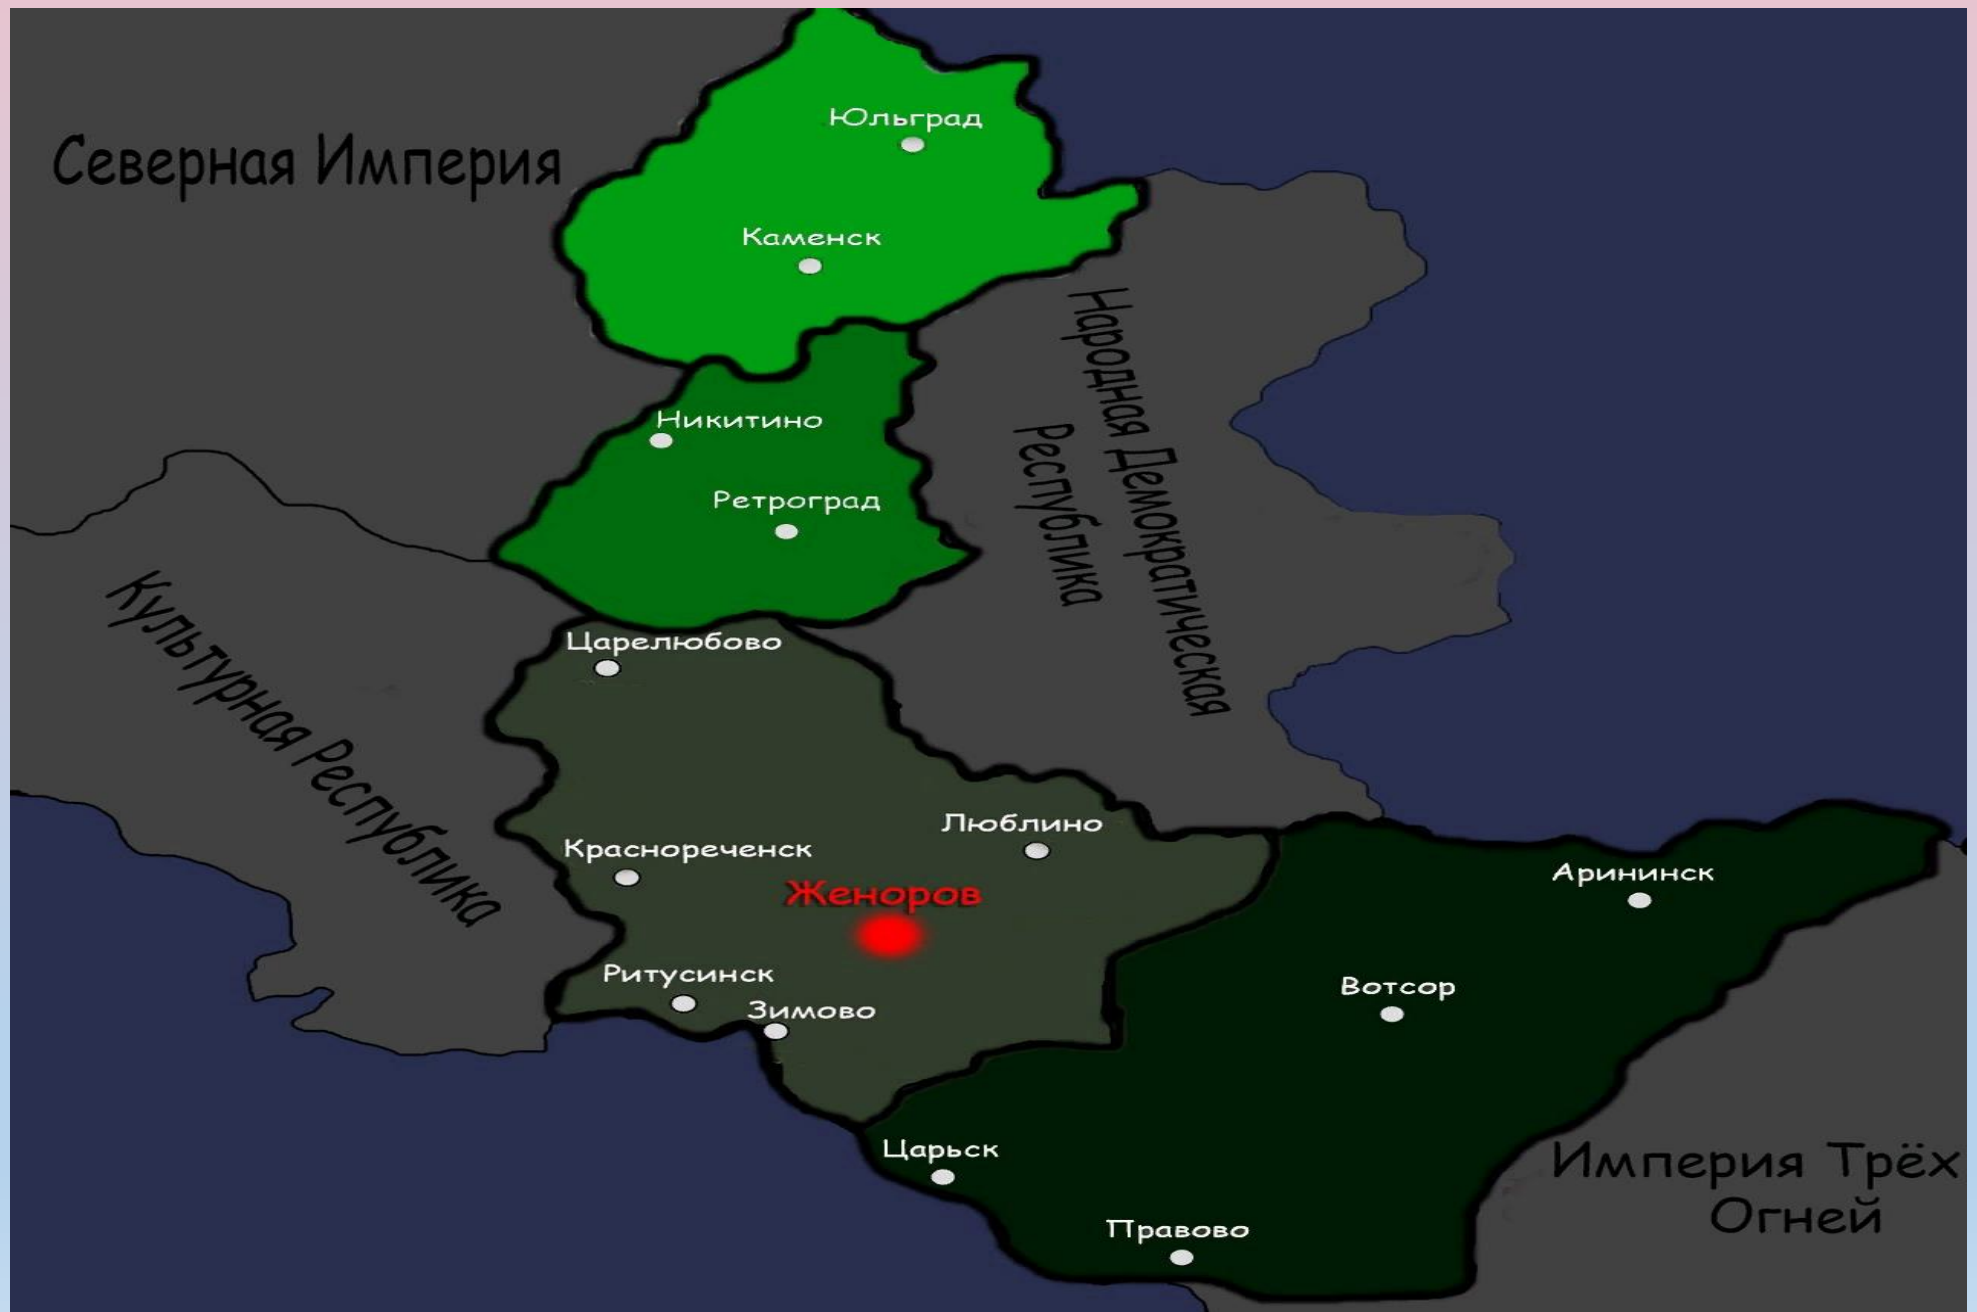 Юльград
Северная Империя
Каменск
Народная Демократическая
Республика
Никитино
Ретроград
Культурная Республика
Царелюбово
Люблино
Краснореченск
Женоров
Арининск
Ритусинск
Зимово
Вотсор
Царьск
Империя Трёх
Огней
Правово